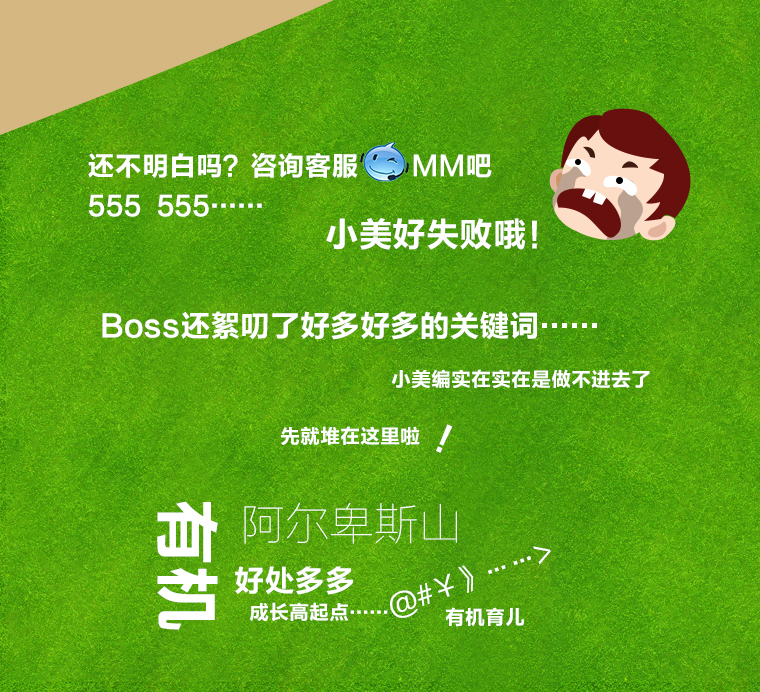 还不明白吗？咨询客服MM吧
555 555……
小美好失败哦！
Boss还絮叨了好多好多的关键词……
小美编实在实在是做不进去了
先就堆在这里啦！
有机
阿尔卑斯山
好处多多
成长高起点……@#￥》……>
有机育儿